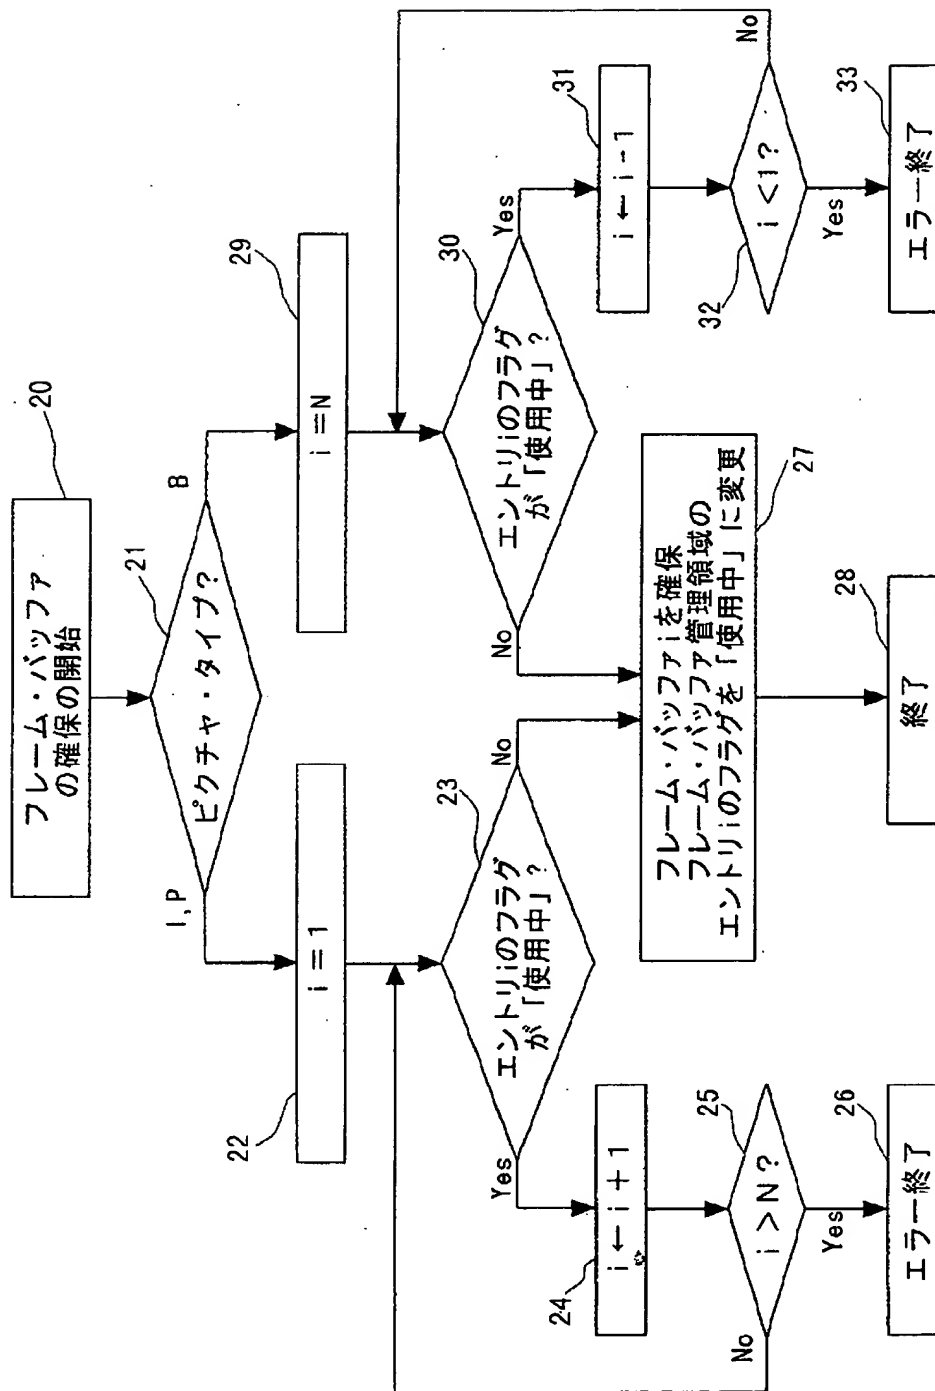 20
フレーム・バッファ
の確保の開始
21
ピクチャ・タイプ?
I,P
B
22
i=1
29
i=N
23
エントリiのフラグ
が「使用中」?
Yes
No
30
エントリiのフラグ
が「使用中」?
No
Yes
24
i←i+1
31
i←i-1
25
i>N?
No
Yes
32
i<1?
No
Yes
26
エラー終了
33
エラー終了
フレーム・バッファiを確保
フレーム・バッファ管理領域の
エントリiのフラグを「使用中」に変更
27
28
終了